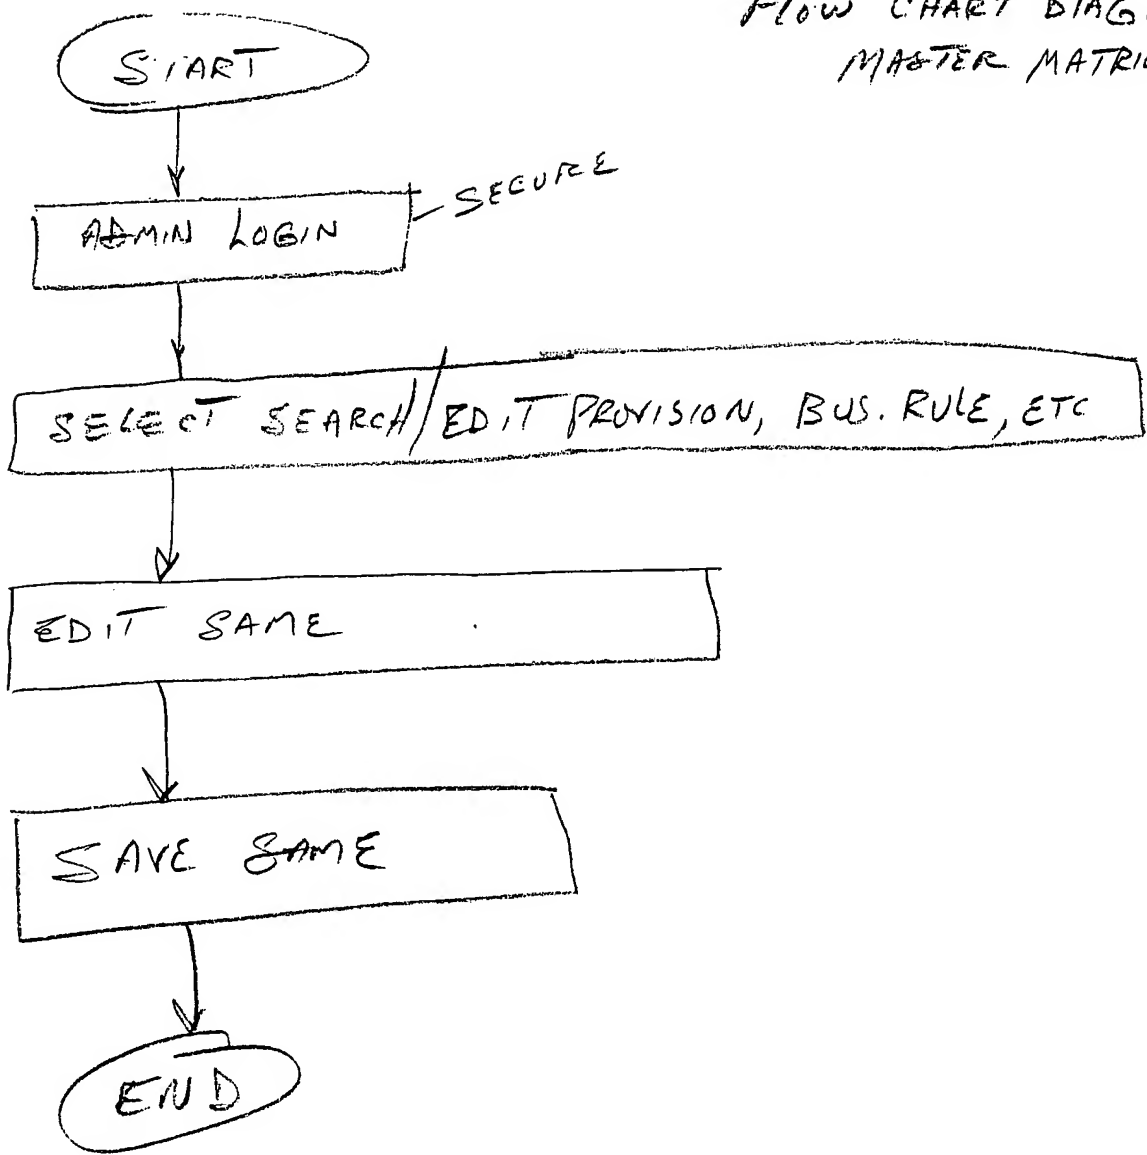 FLOW CHART DIAG
MASTER MATRI
START
ADMIN LOGIN
SECURE
SELECT SEARCH/EDIT PROVISION, BUS. RULE, ETC
EDIT SAME
SAVE SAME
END